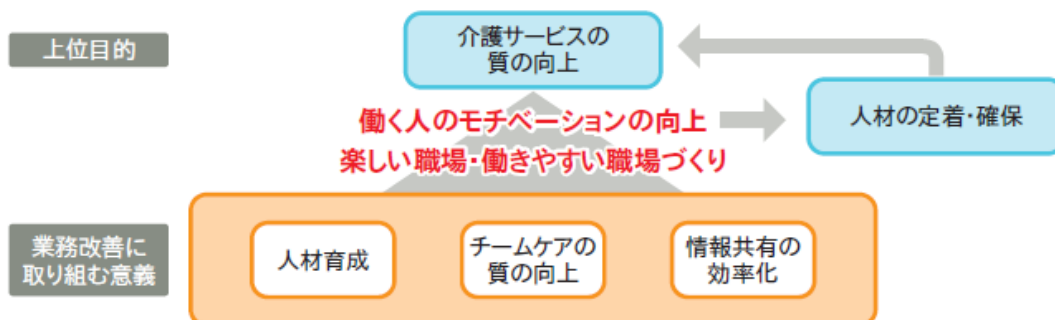 上位目的
介護サービスの
質の向上
働く人のモチベーションの向上
楽しい職場・働きやすい職場づくり
人材の定着・確保
業務改善に
取り組む意義
人材育成
チームケアの
質の向上
情報共有の
効率化